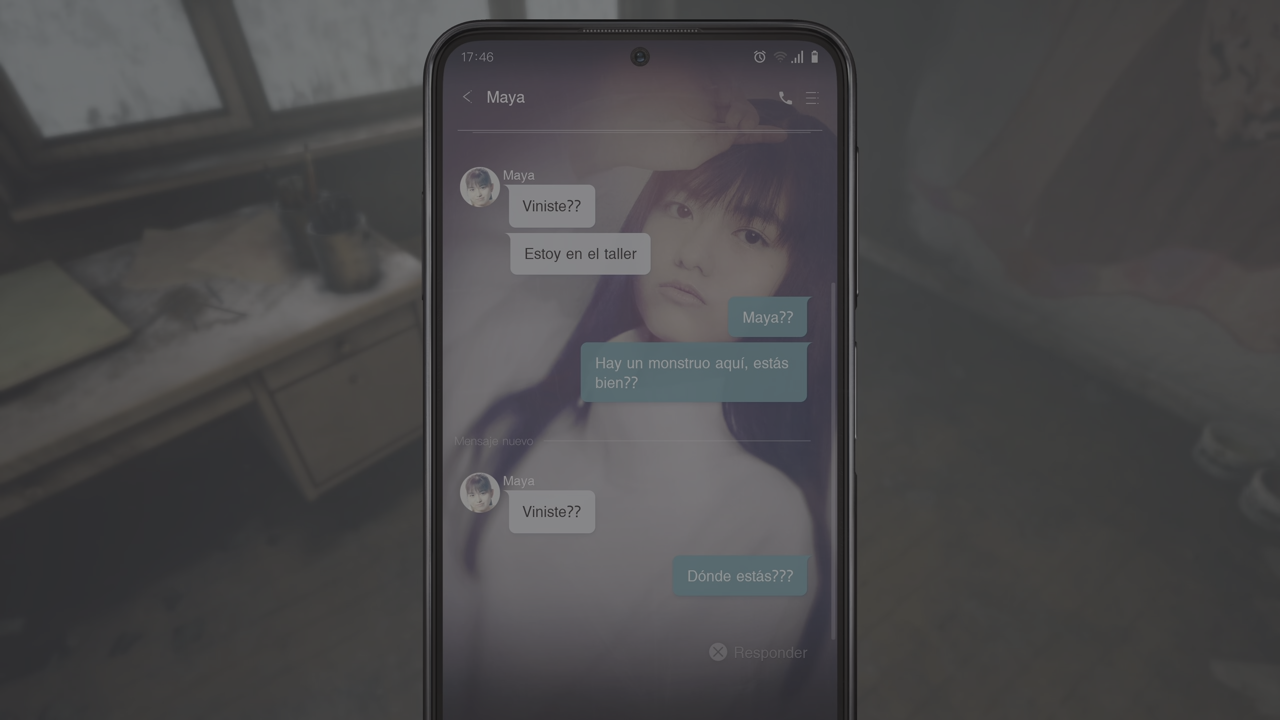 17:46
Maya
Maya
Viniste??
Estoy en el taller
Maya??
Hay un monstruo aquí, estás
bien??
Mensaje nuevo
Maya
Viniste??
Dónde estás???
Responder